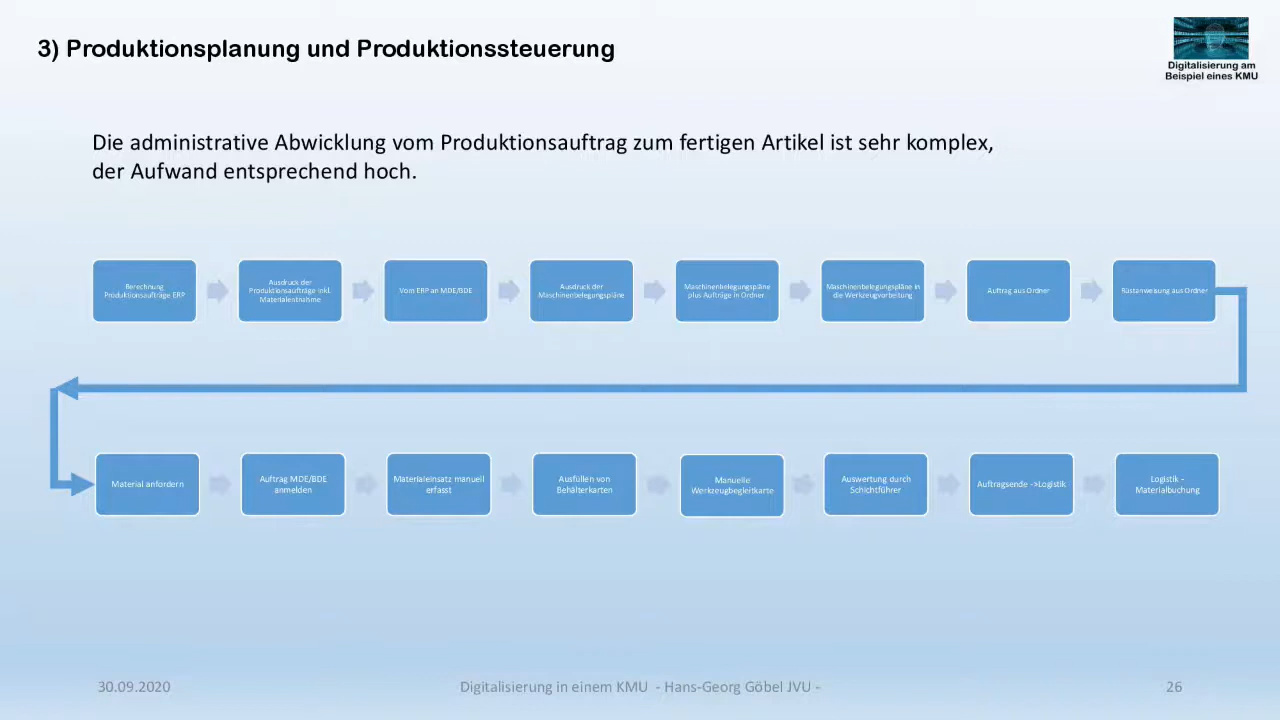 3) Produktionsplanung und Produktionssteuerung
Digitalisierung am
Beispiel eines KMU
Die administrative Abwicklung vom Produktionsauftrag zum fertigen Artikel ist sehr komplex,
der Aufwand entsprechend hoch.
Berechnung
Produktionsaufträge ERP
Ausdruck der
Produktionsaufträge inkl.
Materialentnahme
Vom ERP an MDE/BDE
Ausdruck der
Maschinenbelegungspläne
Maschinenbelegungspläne
plus Aufträge in Ordner
Maschinenbelegungspläne in
die Werkzeugvorbeitung
Auftrag aus Ordner
Rüstanweisung aus Ordner
Material anfordern
Auftrag MDE/BDE
anmelden
Materialeinsatz manuell
erfasst
Ausfüllen von
Behälterkarten
Manuelle
Werkzeugbegleitkarte
Auswertung durch
Schichtführer
Auftragsende ->Logistik
Logistik –
Materialbuchung
30.09.2020
Digitalisierung in einem KMU - Hans-Georg Göbel JVU -
26